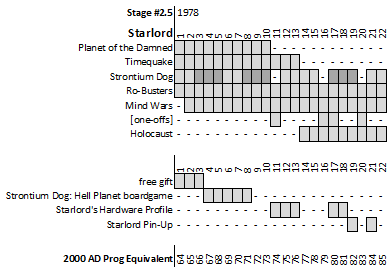 Stage #2.5 1978
Starlord 1 2 3 4 5 6 7 8 9 10 11 12 13 14 15 16 17 18 19 20 21 22
Planet of the Damned - - - - - - - - - - - -
Timequake - - - - - - - - -
Strontium Dog - - -
Ro-Busters
Mind Wars -
[one-offs] - - - - - - - - - - - - - - - - - -
Holocaust - - - - - - - - - - - - -
1 2 3 4 5 6 7 8 9 10 11 12 13 14 15 16 17 18 19 20 21 22
free gift - - - - - - - - - - - - - - - - - - -
Strontium Dog: Hell Planet boardgame - - - - - - - - - - - - - - - - -
Starlord's Hardware Profile - - - - - - - - - - - - - - - - -
Starlord Pin-Up - - - - - - - - - - - - - - - - - - - -
2000 AD Prog Equivalent 64 65 66 67 68 69 70 71 72 73 74 75 76 77 78 79 80 81 82 83 84 85